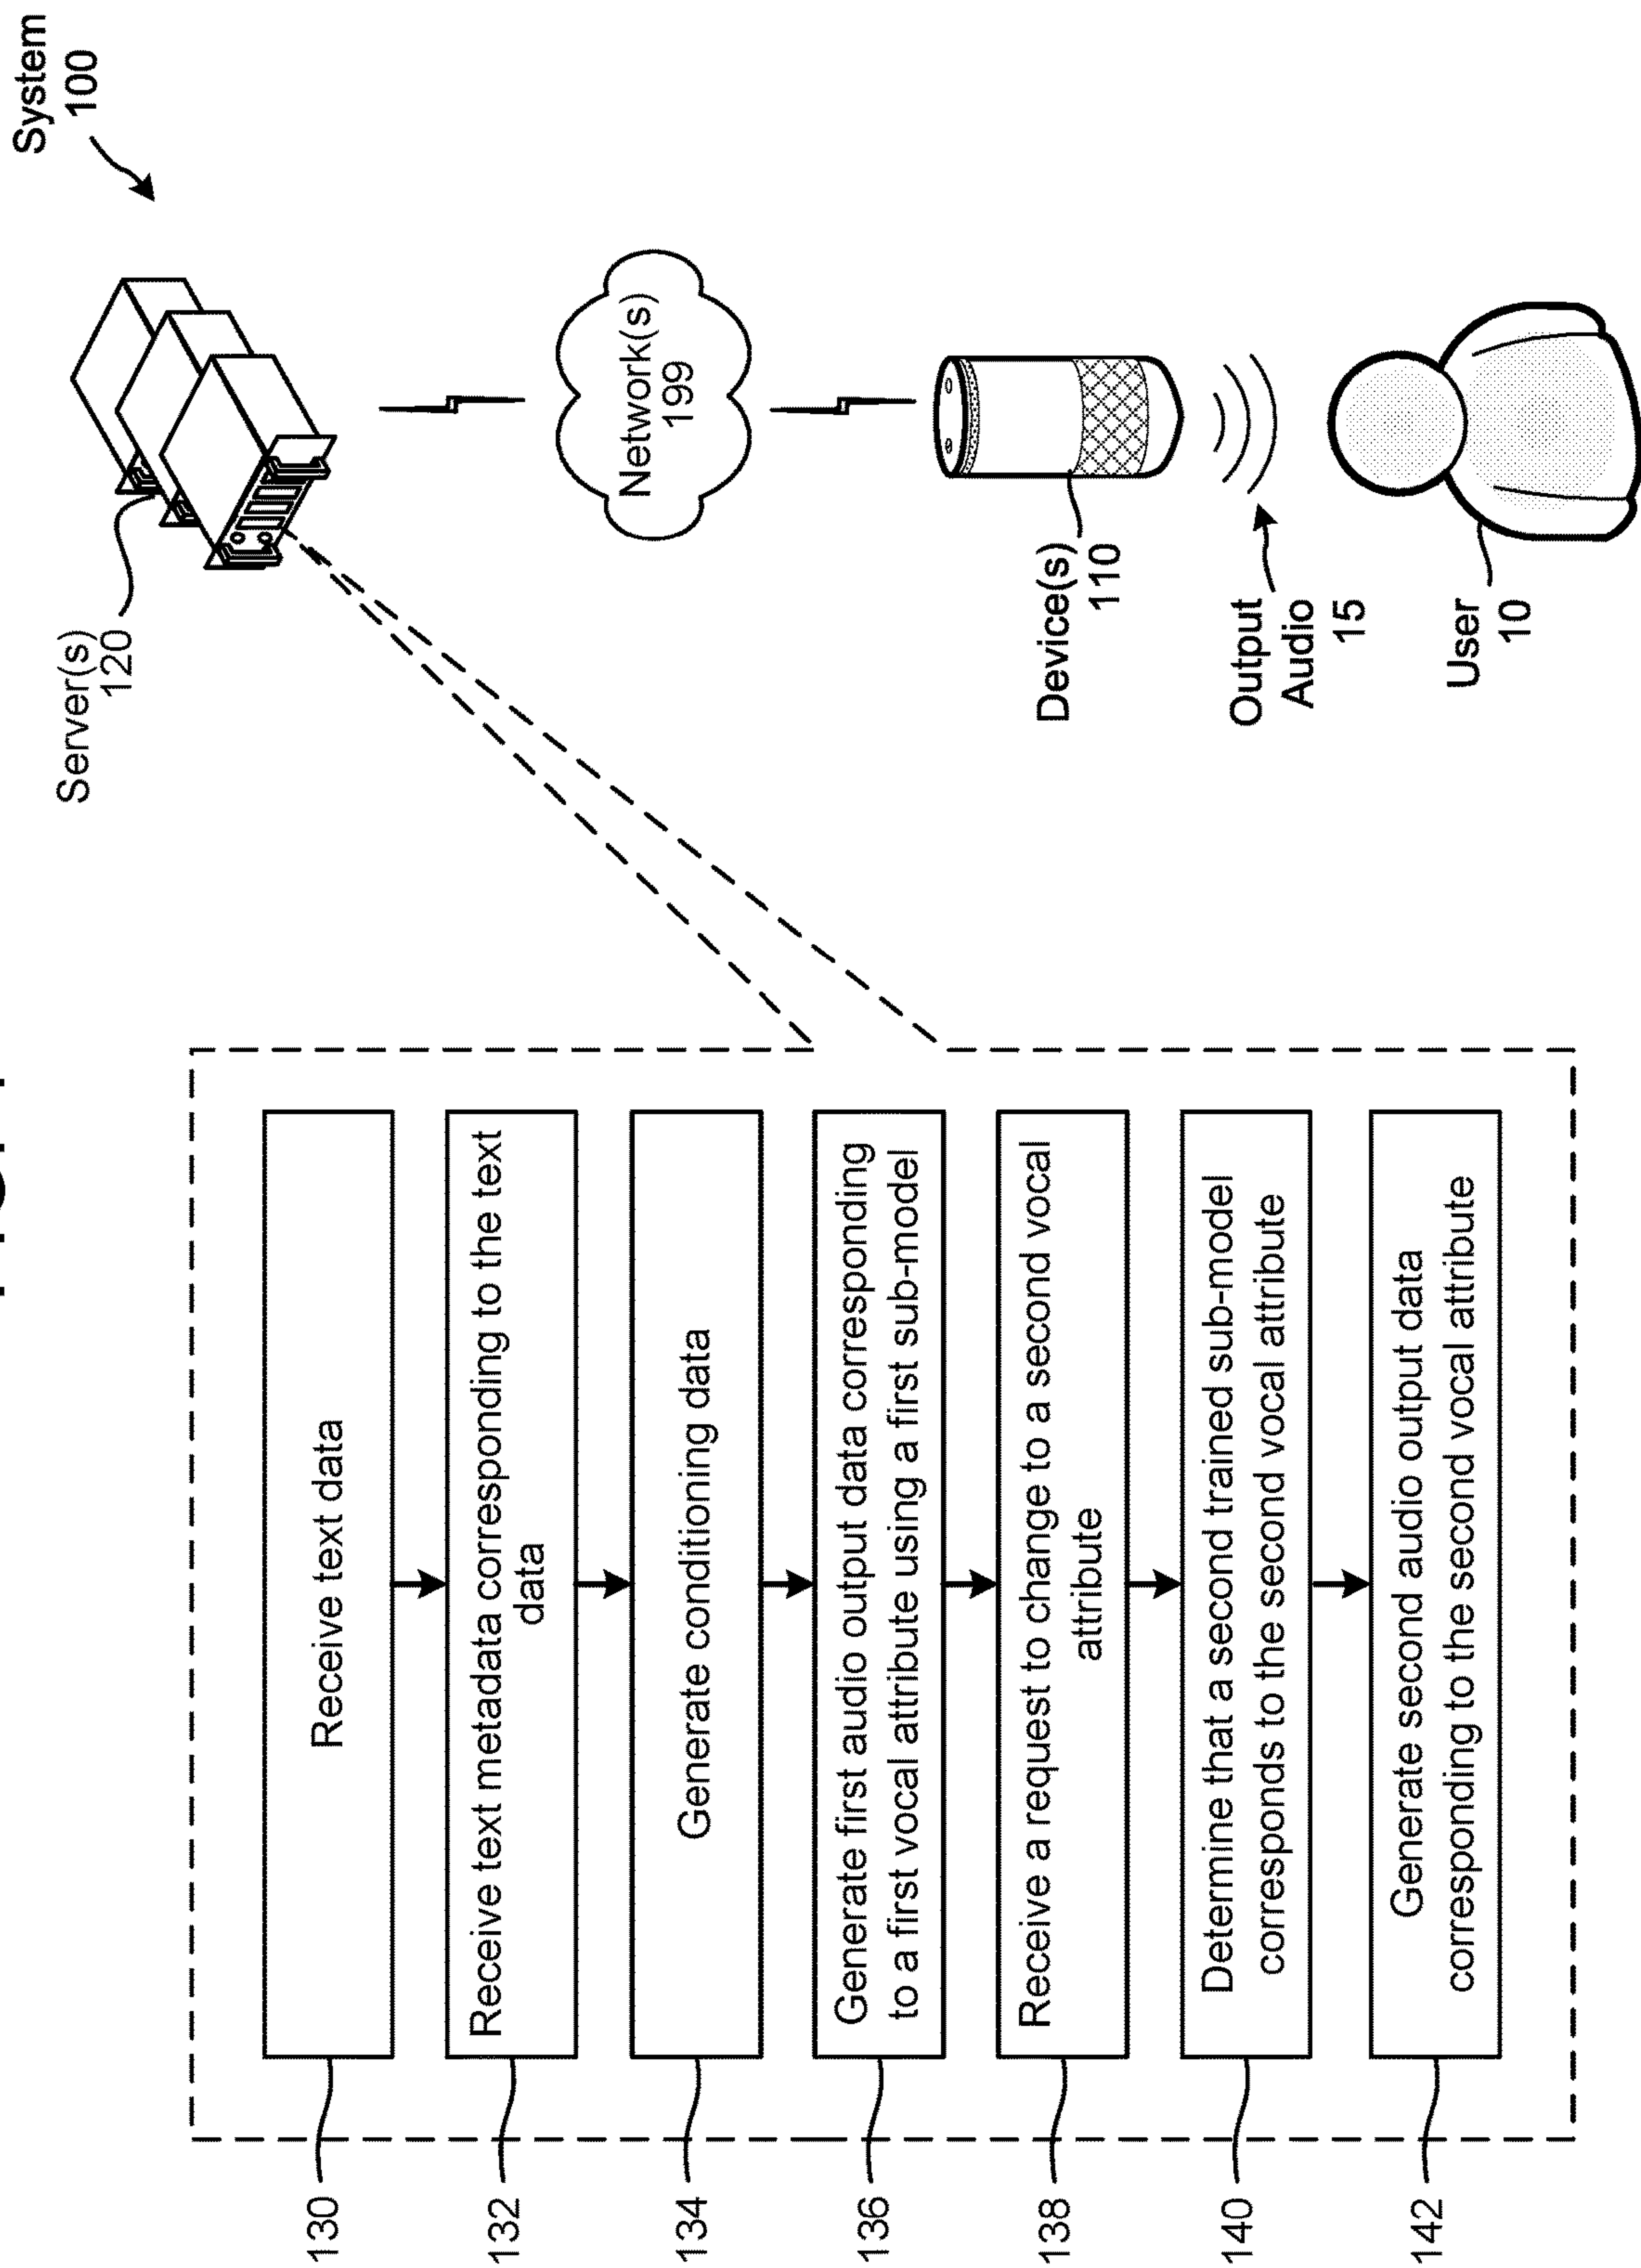 System
100
Server(s)
120
Network(s)
199
Device(s)
110
Output
Audio
15
User
10
130
Receive text data
132
Receive text metadata corresponding to the text
data
134
Generate conditioning data
136
Generate first audio output data corresponding
to a first vocal attribute using a first sub-model
138
Receive a request to change to a second vocal
attribute
140
Determine that a second trained sub-model
corresponds to the second vocal attribute
142
Generate second audio output data
corresponding to the second vocal attribute